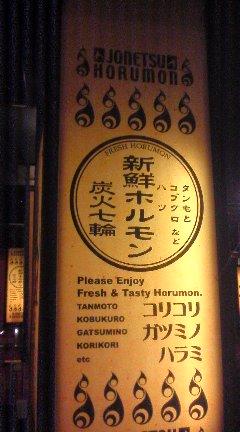 JONETSU
HORUMON
FRESH HORUMON
タンもと
コブクロなど
ハツ
新鮮ホルモン
炭火七輪
Please Enjoy
Fresh & Tasty Horumon.
TANMOTO
KOBUKURO
GATSUMINO
KORIKORI
etc
コリコリ
ガツミノ
ハラミ